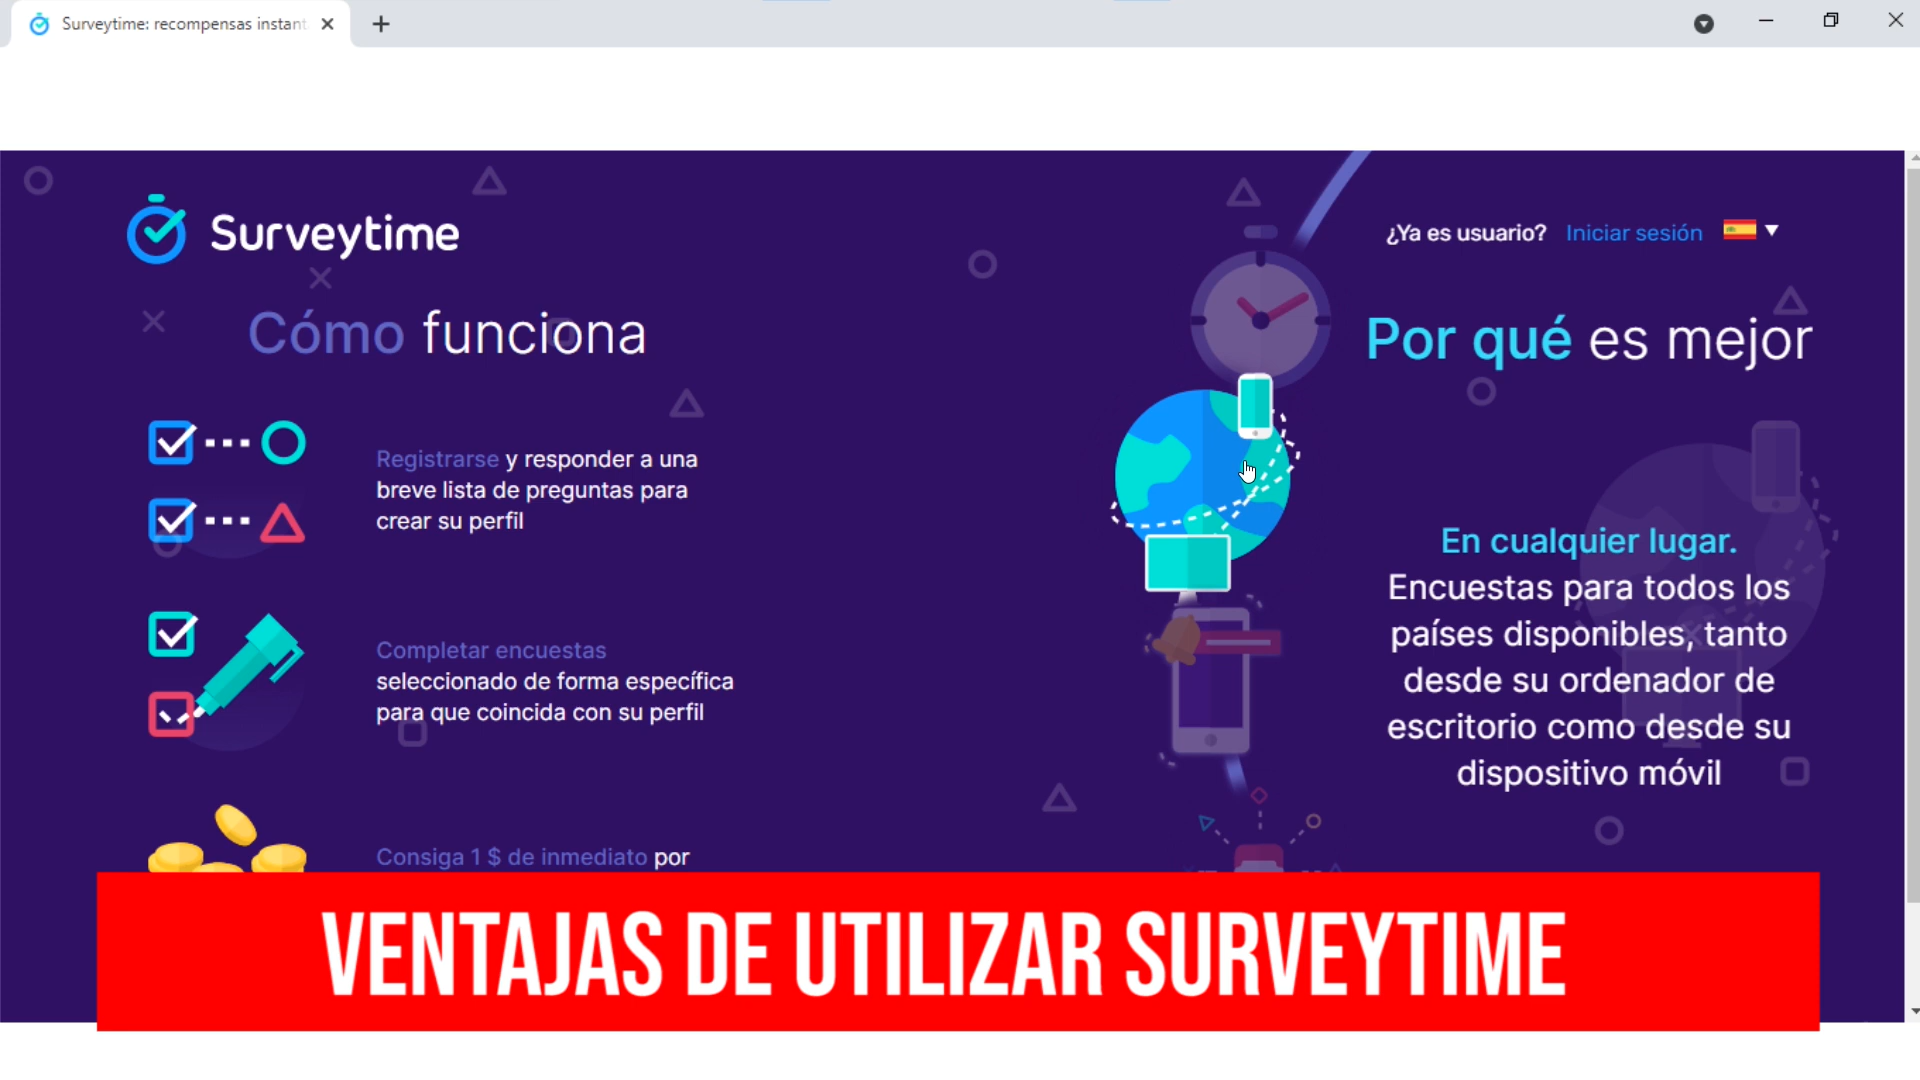 Surveytime: recompensas instant
Surveytime
¿Ya es usuario? Iniciar sesión
Cómo funciona
Registrarse y responder a una
breve lista de preguntas para
crear su perfil
Completar encuestas
seleccionado de forma específica
para que coincida con su perfil
Consiga 1 $ de inmediato por
Por qué es mejor
En cualquier lugar.
Encuestas para todos los
países disponibles, tanto
desde su ordenador de
escritorio como desde su
dispositivo móvil
VENTAJAS DE UTILIZAR SURVEYTIME